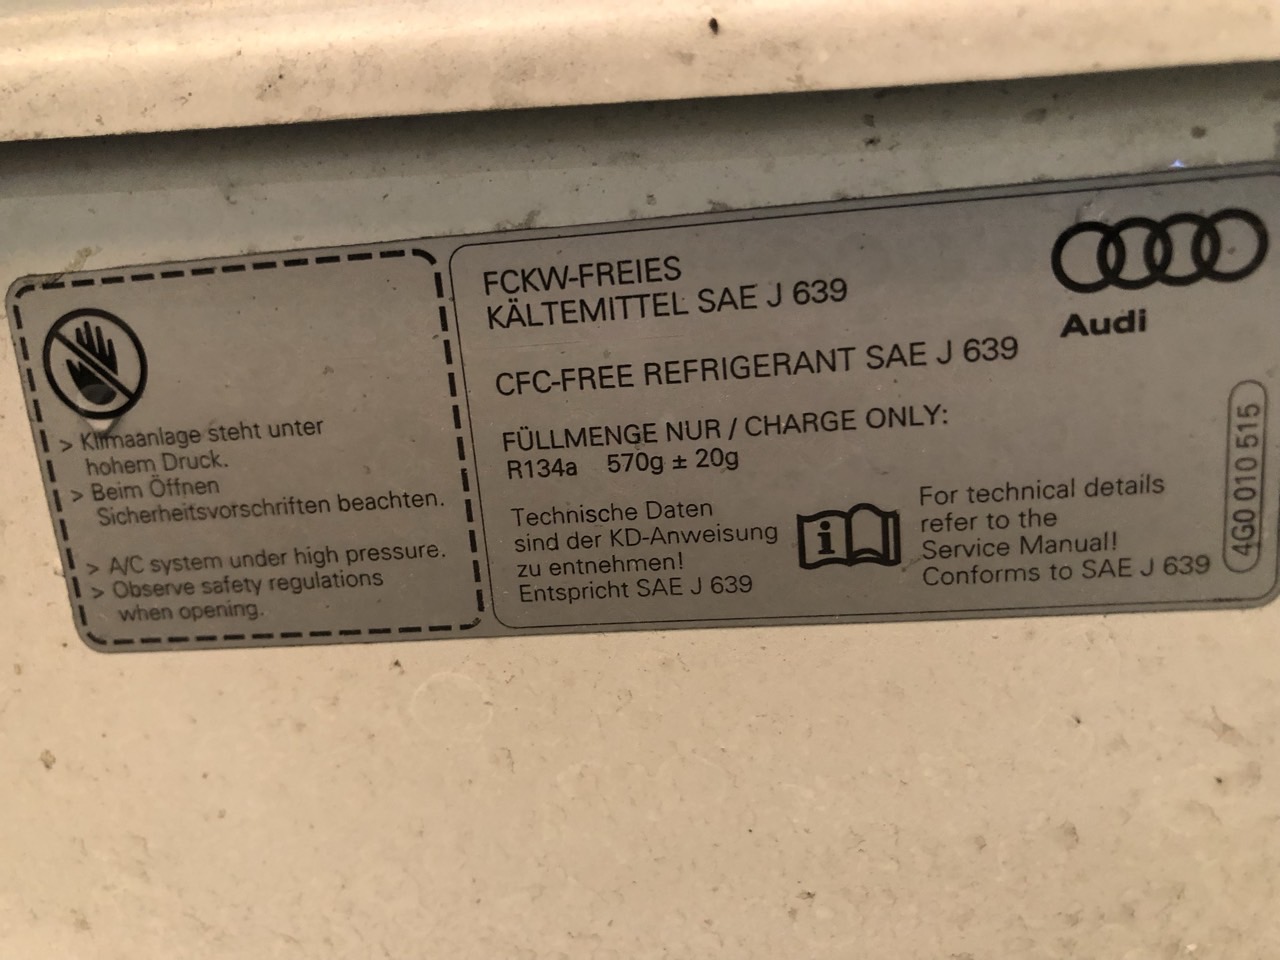 > Klimaanlage steht unter
hohem Druck.
> Beim Öffnen
Sicherheitsvorschriften beachten.
> A/C system under high pressure.
> Observe safety regulations
when opening.
FCKW-FREIES
KÄLTEMITTEL SAE J 639
CFC-FREE REFRIGERANT SAE J 639
FÜLLMENGE NUR / CHARGE ONLY:
R134a 570g ± 20g
Technische Daten
sind der KD-Anweisung
zu entnehmen!
Entspricht SAE J 639
i
For technical details
refer to the
Service Manual!
Conforms to SAE J 639
Audi
4G0 010 515